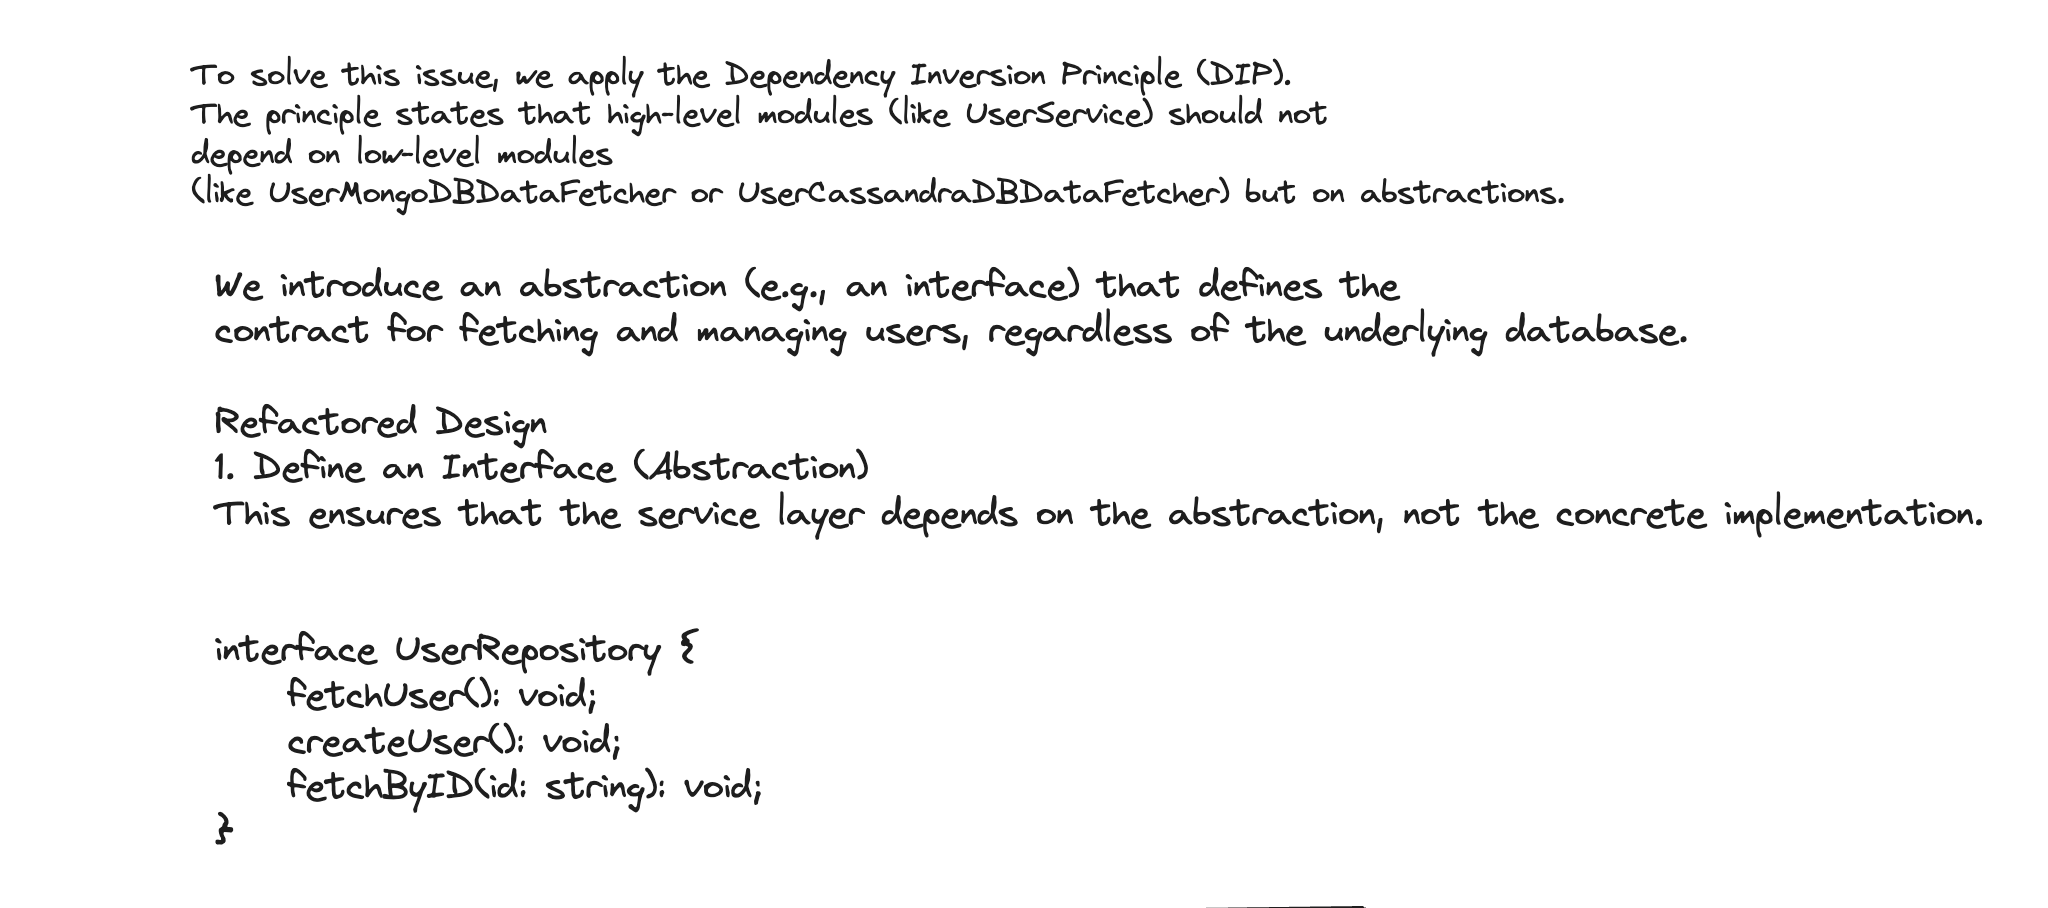 To solve this issue, we apply the Dependency Inversion Principle (DIP).
The principle states that high-level modules (like UserService) should not
depend on low-level modules
(like UserMongoDBDataFetcher or UserCassandraDBDataFetcher) but on abstractions.
We introduce an abstraction (e.g., an interface) that defines the
contract for fetching and managing users, regardless of the underlying database.
Refactored Design
1. Define an Interface (Abstraction)
This ensures that the service layer depends on the abstraction, not the concrete implementation.
interface UserRepository {
fetchUser(): void;
createUser(): void;
fetchByID(id: string): void;
}